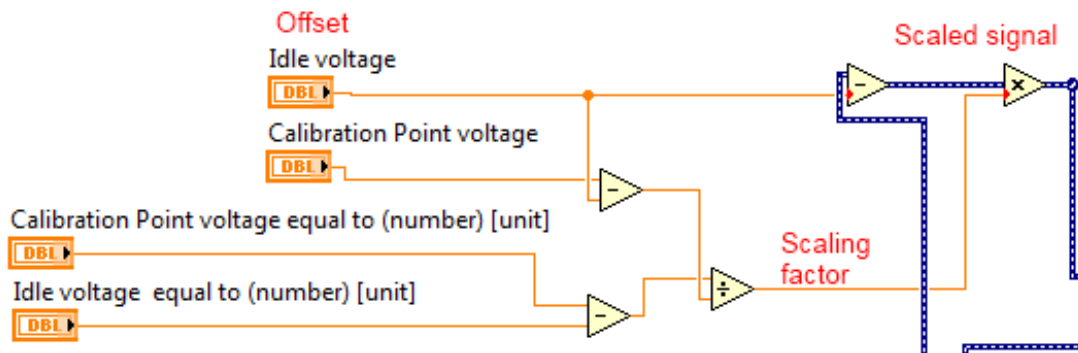 Offset
Scaled signal
Idle voltage
DBL
Calibration Point voltage
DBL
-
×
-
Calibration Point voltage equal to (number) [unit]
DBL
Scaling
factor
Idle voltage  equal to (number) [unit]
DBL
-
÷